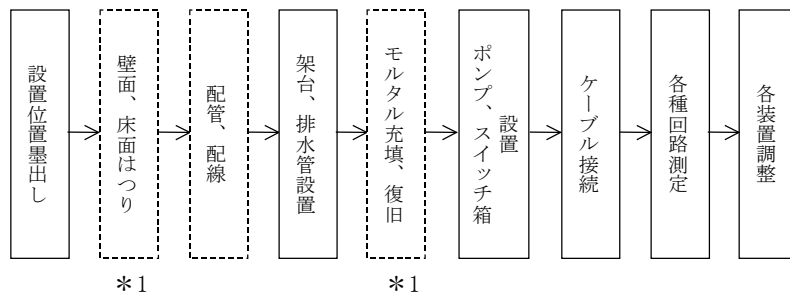 設置位置墨出し
壁面、床面はつり
配管、配線
架台、排水管設置
モルタル充填、復旧
ポンプ、スイッチ箱
設置
ケーブル接続
各種回路測定
各装置調整
＊1
＊1